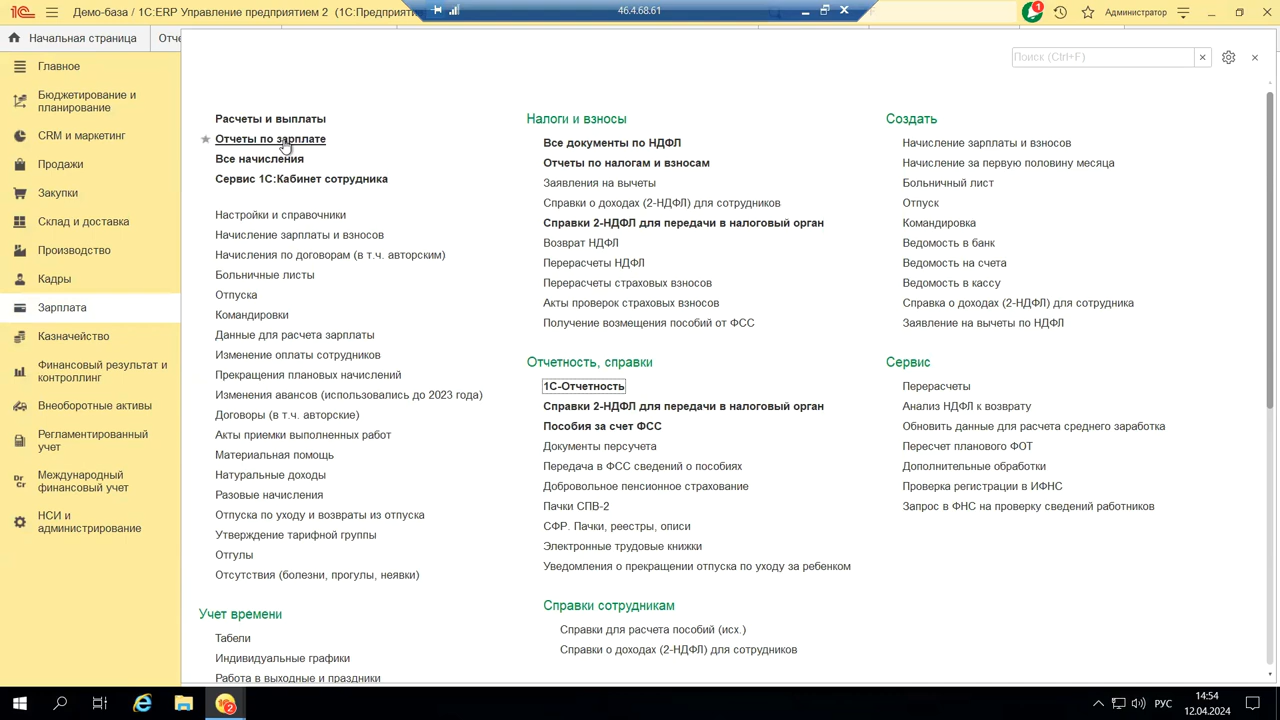 Демо-база / 1С:ERP Управление предприятием 2 (1С:Предприяти
46.4.68.61
1
Администратор
Начальная страница
Отче
Главное
Бюджетирование и
планирование
CRM и маркетинг
Продажи
Закупки
Склад и доставка
Производство
Кадры
Зарплата
Казначейство
Финансовый результат и
контроллинг
Внеоборотные активы
Регламентированный
учет
Международный
финансовый учет
НСИ и
администрирование
Поиск (Ctrl+F)
Расчеты и выплаты
Отчеты по зарплате
Все начисления
Сервис 1С:Кабинет сотрудника
Настройки и справочники
Начисление зарплаты и взносов
Начисления по договорам (в т.ч. авторским)
Больничные листы
Отпуска
Командировки
Данные для расчета зарплаты
Изменение оплаты сотрудников
Прекращения плановых начислений
Изменения авансов (использовались до 2023 года)
Договоры (в т.ч. авторские)
Акты приемки выполненных работ
Материальная помощь
Натуральные доходы
Разовые начисления
Отпуска по уходу и возвраты из отпуска
Утверждение тарифной группы
Отгулы
Отсутствия (болезни, прогулы, неявки)
Учет времени
Табели
Индивидуальные графики
Работа в выходные и праздники
Налоги и взносы
Все документы по НДФЛ
Отчеты по налогам и взносам
Заявления на вычеты
Справки о доходах (2-НДФЛ) для сотрудников
Справки 2-НДФЛ для передачи в налоговый орган
Возврат НДФЛ
Перерасчеты НДФЛ
Перерасчеты страховых взносов
Акты проверок страховых взносов
Получение возмещения пособий от ФСС
Отчетность, справки
1С-Отчетность
Справки 2-НДФЛ для передачи в налоговый орган
Пособия за счет ФСС
Документы персучета
Передача в ФСС сведений о пособиях
Добровольное пенсионное страхование
Пачки СПВ-2
СФР. Пачки, реестры, описи
Электронные трудовые книжки
Уведомления о прекращении отпуска по уходу за ребенком
Справки сотрудникам
Справки для расчета пособий (исх.)
Справки о доходах (2-НДФЛ) для сотрудников
Создать
Начисление зарплаты и взносов
Начисление за первую половину месяца
Больничный лист
Отпуск
Командировка
Ведомость в банк
Ведомость на счета
Ведомость в кассу
Справка о доходах (2-НДФЛ) для сотрудника
Заявление на вычеты по НДФЛ
Сервис
Перерасчеты
Анализ НДФЛ к возврату
Обновить данные для расчета среднего заработка
Пересчет планового ФОТ
Дополнительные обработки
Проверка регистрации в ИФНС
Запрос в ФНС на проверку сведений работников
2
РУС
14:54
12.04.2024